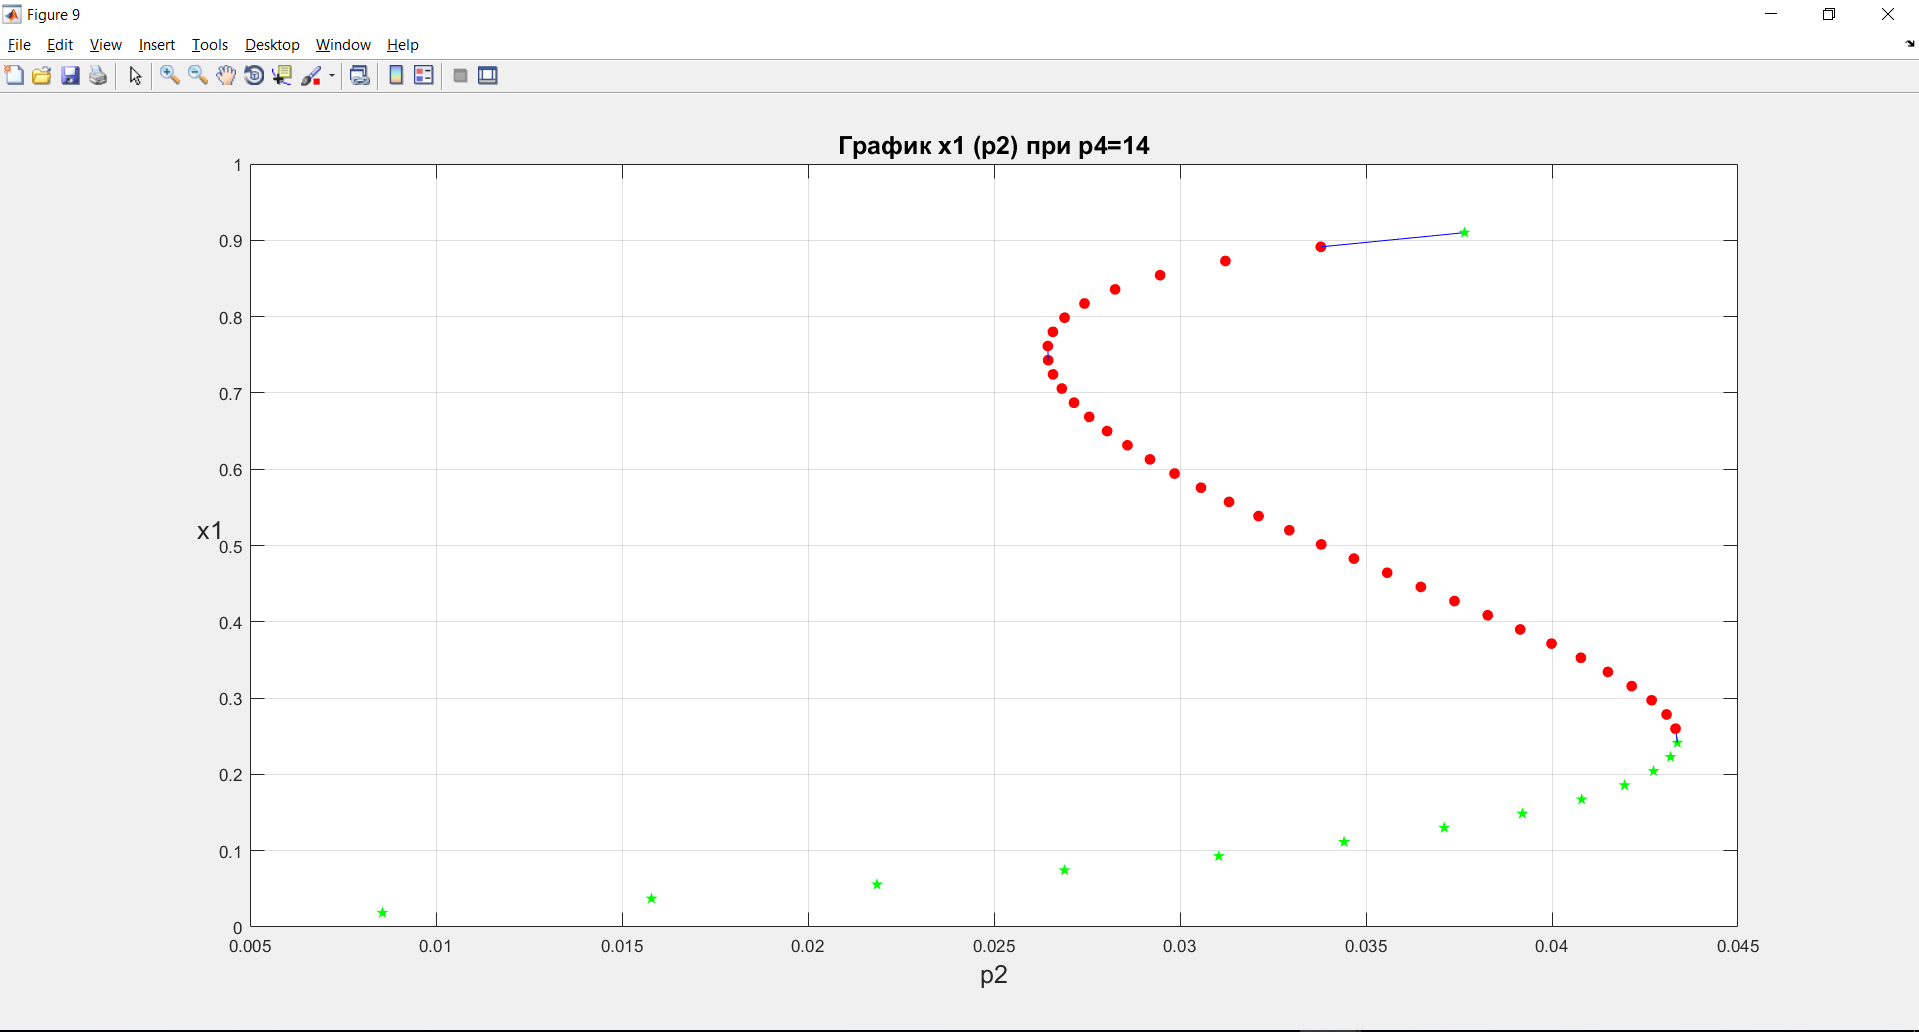 Figure 9
File Edit View Insert Tools Desktop Window Help
График x1 (p2) при p4=14
1
0.9
0.8
0.7
0.6
x1
0.5
0.4
0.3
0.2
0.1
0
0.005 0.01 0.015 0.02 0.025 0.03 0.035 0.04 0.045
p2